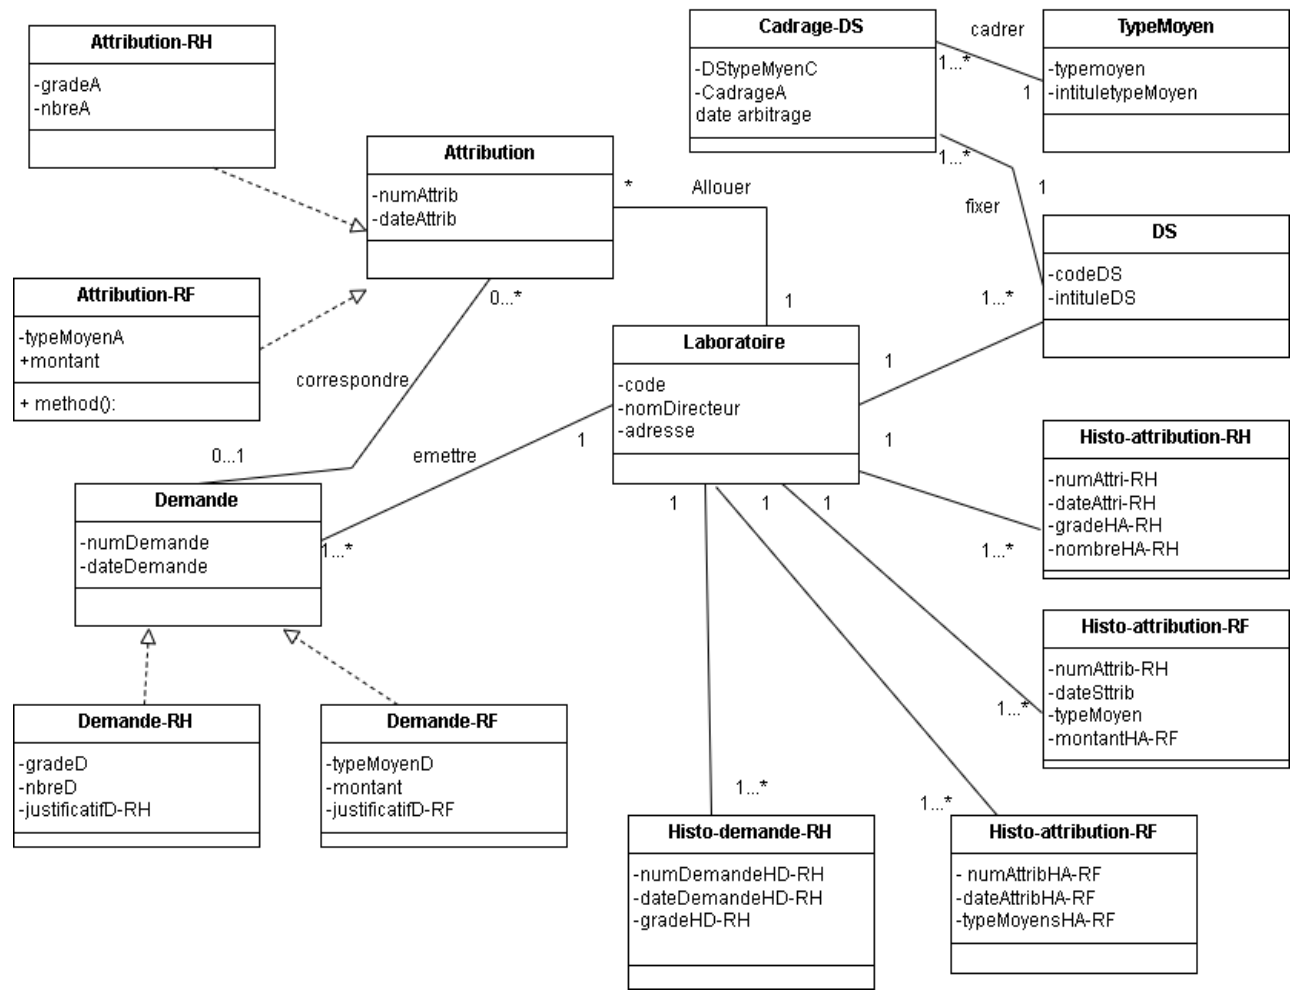 Attribution-RH
-gradeA
-nbreA
Cadrage-DS
-DStypeMyenC
-CadrageA
date arbitrage
cadrer
1...*
1
TypeMoyen
-typemoyen
-intituletypeMoyen
Attribution
-numAttrib
-dateAttrib
*
Allouer
1
1...*
fixer
1
DS
-codeDS
-intituleDS
Attribution-RF
-typeMoyenA
+montant
+ method():
0...*
correspondre
0...1
1...*
1
Laboratoire
-code
-nomDirecteur
-adresse
emettre
1
1...*
Demande
-numDemande
-dateDemande
1
1...*
Histo-attribution-RH
-numAttri-RH
-dateAttri-RH
-gradeHA-RH
-nombreHA-RH
1
1
1
Histo-attribution-RF
-numAttrib-RH
-dateSttrib
-typeMoyen
-montantHA-RF
1...*
Demande-RH
-gradeD
-nbreD
-justificatifD-RH
Demande-RF
-typeMoyenD
-montant
-justificatifD-RF
1...*
1...*
Histo-demande-RH
-numDemandeHD-RH
-dateDemandeHD-RH
-gradeHD-RH
Histo-attribution-RF
- numAttribHA-RF
-dateAttribHA-RF
-typeMoyensHA-RF